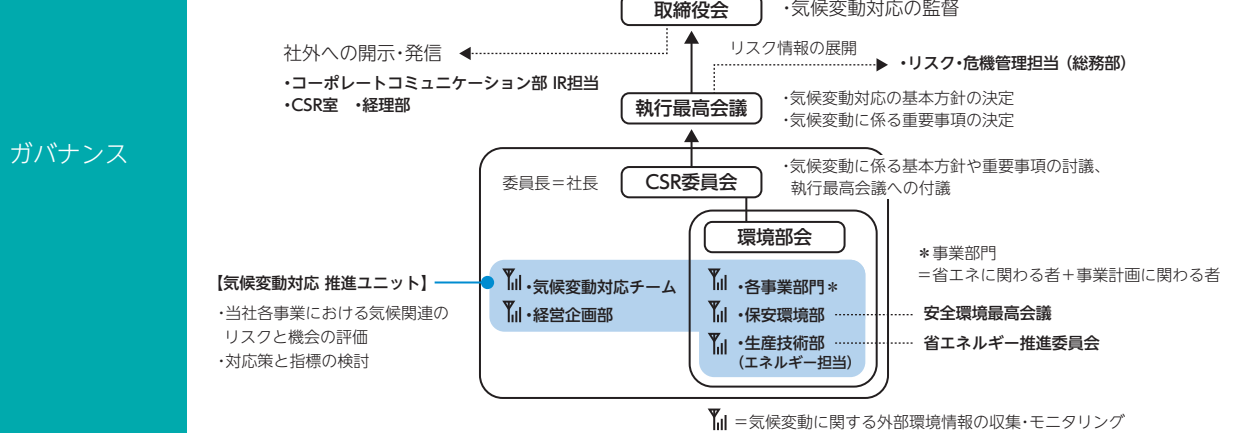 ガバナンス
取締役会
・気候変動対応の監督
社外への開示・発信
・コーポレートコミュニケーション部 IR担当
・CSR室 ・経理部
リスク情報の展開
・リスク・危機管理担当（総務部）
執行最高会議
・気候変動対応の基本方針の決定
・気候変動に係る重要事項の決定
委員長＝社長
CSR委員会
・気候変動に係る基本方針や重要事項の討議、
執行最高会議への付議
環境部会
＊事業部門
＝省エネに関わる者＋事業計画に関わる者
【気候変動対応 推進ユニット】
・当社各事業における気候関連の
リスクと機会の評価
・対応策と指標の検討
・気候変動対応チーム
・経営企画部
・各事業部門＊
・保安環境部
安全環境最高会議
・生産技術部
（エネルギー担当）
省エネルギー推進委員会
＝気候変動に関する外部環境情報の収集・モニタリング